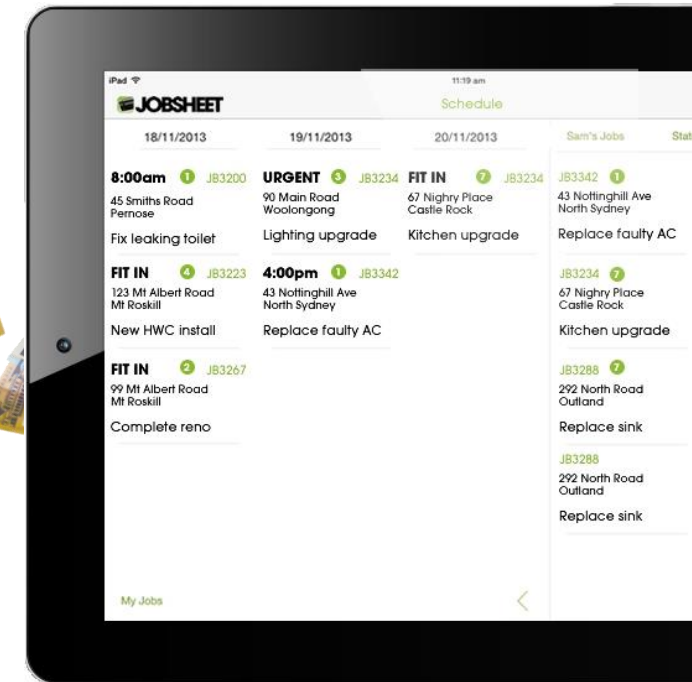 iPad
11:19 am
JOBSHEET
Schedule
18/11/2013
19/11/2013
20/11/2013
Sam's Jobs
Stat
8:00am 1 JB3200
45 Smiths Road
Pernose
Fix leaking toilet
FIT IN 4 JB3223
123 Mt Albert Road
Mt Roskill
New HWC install
FIT IN 2 JB3267
99 Mt Albert Road
Mt Roskill
Complete reno
URGENT 3 JB3234
90 Main Road
Woolongong
Lighting upgrade
4:00pm 1 JB3342
43 Nottinghill Ave
North Sydney
Replace faulty AC
FIT IN 7 JB3234
67 Nighry Place
Castle Rock
Kitchen upgrade
JB3342 1
43 Nottinghill Ave
North Sydney
Replace faulty AC
JB3234 7
67 Nighry Place
Castle Rock
Kitchen upgrade
JB3288 7
292 North Road
Outland
Replace sink
JB3288
292 North Road
Outland
Replace sink
My Jobs